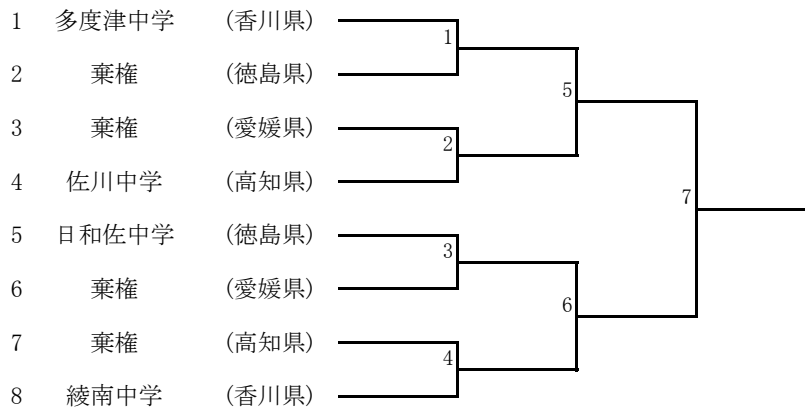 1 多度津中学 (香川県)
1
2 棄権 (徳島県)
5
3 棄権 (愛媛県)
2
4 佐川中学 (高知県)
7
5 日和佐中学 (徳島県)
3
6 棄権 (愛媛県)
6
7 棄権 (高知県)
4
8 綾南中学 (香川県)